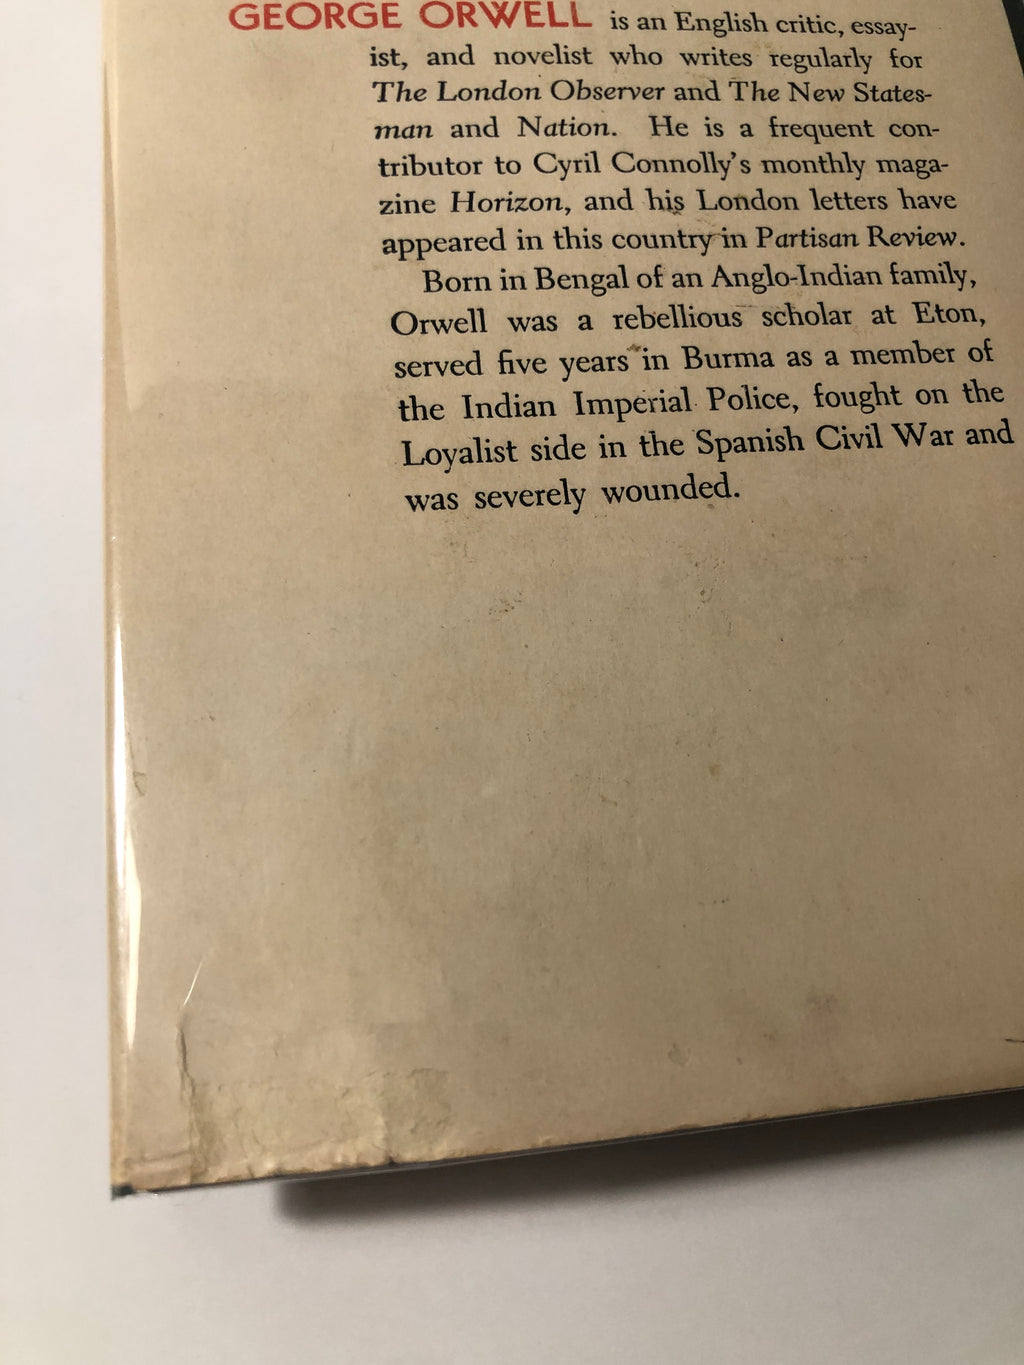 GEORGE ORWELL is an English critic, essay-
ist, and novelist who writes regularly for
The London Observer and The New States-
man and Nation. He is a frequent con-
tributor to Cyril Connolly's monthly maga-
zine Horizon, and his London letters have
appeared in this country in Partisan Review.
Born in Bengal of an Anglo-Indian family,
Orwell was a rebellious scholar at Eton,
served five years in Burma as a member of
the Indian Imperial Police, fought on the
Loyalist side in the Spanish Civil War and
was severely wounded.